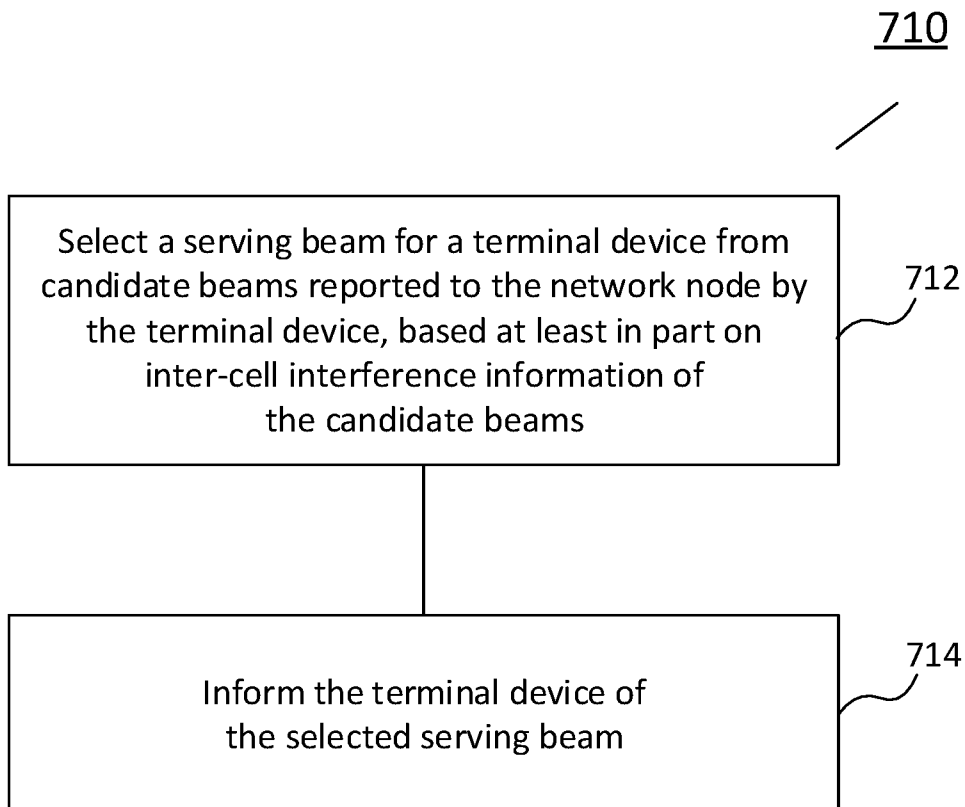 710
Select a serving beam for a terminal device from
candidate beams reported to the network node by
the terminal device, based at least in part on
inter-cell interference information of
the candidate beams
712
Inform the terminal device of
the selected serving beam
714